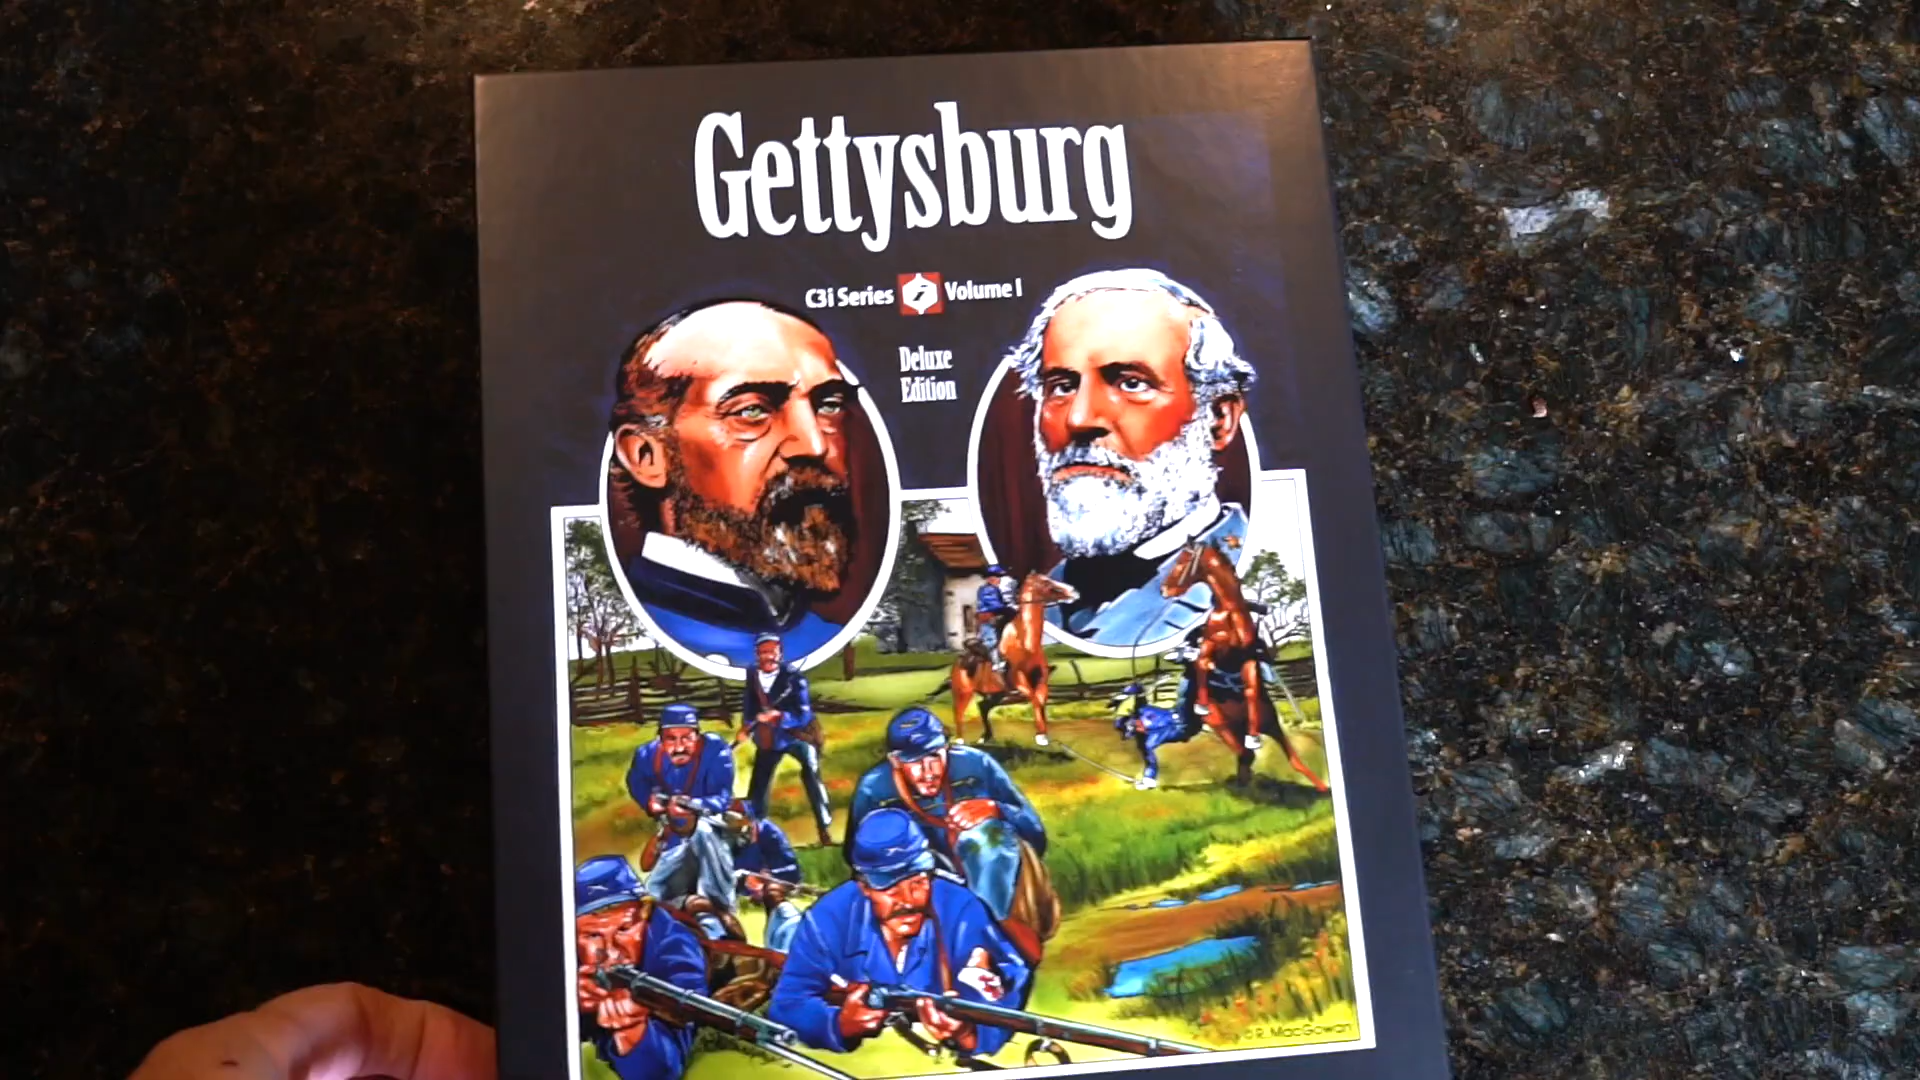 Gettysburg
C3i Series i Volume I
Deluxe
Edition
© R. MacGowan